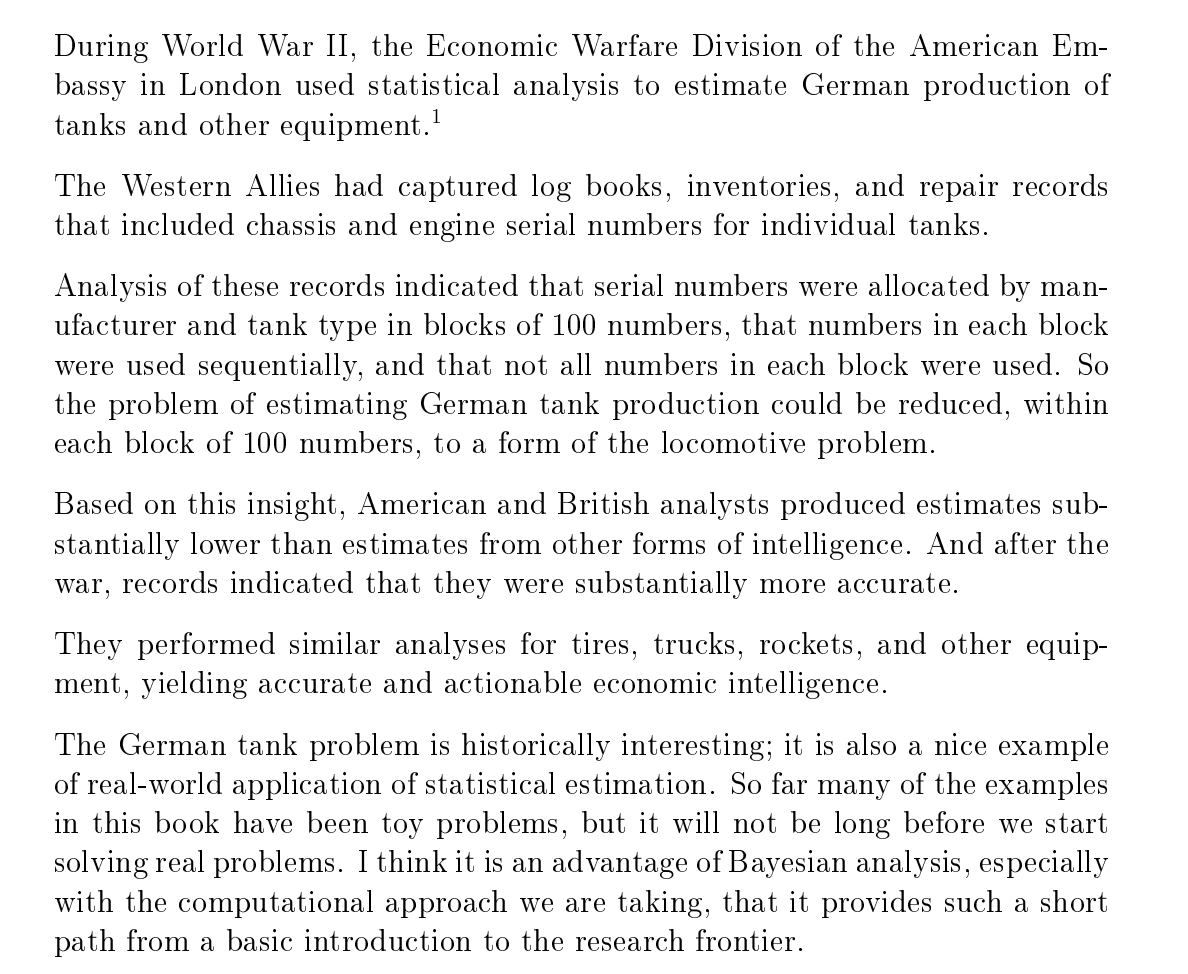 During World War II, the Economic Warfare Division of the American Em-
bassy in London used statistical analysis to estimate German production of
tanks and other equipment.¹
The Western Allies had captured log books, inventories, and repair records
that included chassis and engine serial numbers for individual tanks.
Analysis of these records indicated that serial numbers were allocated by man-
ufacturer and tank type in blocks of 100 numbers, that numbers in each block
were used sequentially, and that not all numbers in each block were used. So
the problem of estimating German tank production could be reduced, within
each block of 100 numbers, to a form of the locomotive problem.
Based on this insight, American and British analysts produced estimates sub-
stantially lower than estimates from other forms of intelligence. And after the
war, records indicated that they were substantially more accurate.
They performed similar analyses for tires, trucks, rockets, and other equip-
ment, yielding accurate and actionable economic intelligence.
The German tank problem is historically interesting; it is also a nice example
of real-world application of statistical estimation. So far many of the examples
in this book have been toy problems, but it will not be long before we start
solving real problems. I think it is an advantage of Bayesian analysis, especially
with the computational approach we are taking, that it provides such a short
path from a basic introduction to the research frontier.